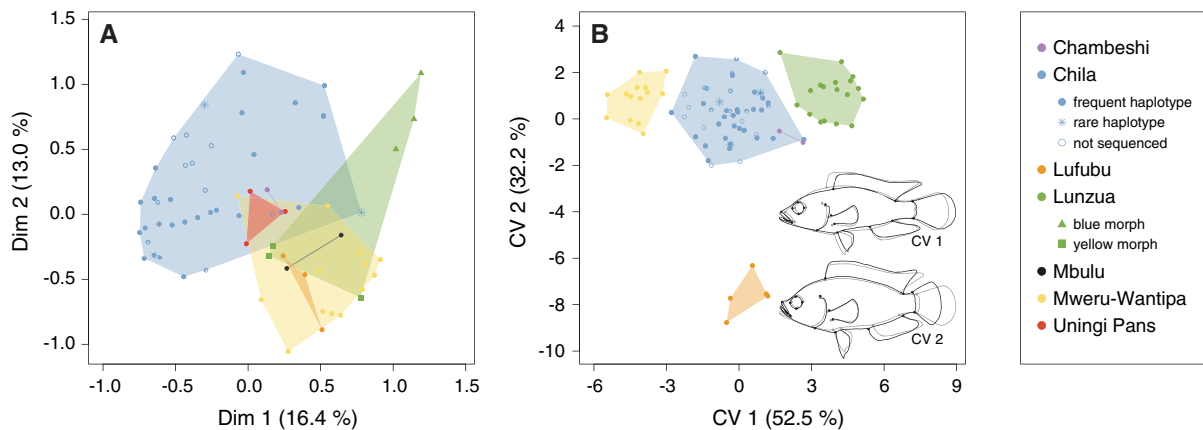 A
Dim 2 (13.0 %)
1.5
1.0
0.5
0.0
-0.5
-1.0
-1.0 -0.5 0.0 0.5 1.0 1.5
Dim 1 (16.4 %)
B
CV 2 (32.2 %)
4
2
0
-2
-4
-6
-8
-10
-6 -3 0 3 6 9
CV 1 (52.5 %)
CV 1
CV 2
Chambeshi
Chila
frequent haplotype
rare haplotype
not sequenced
Lufubu
Lunzua
blue morph
yellow morph
Mbulu
Mweru-Wantipa
Uningi Pans